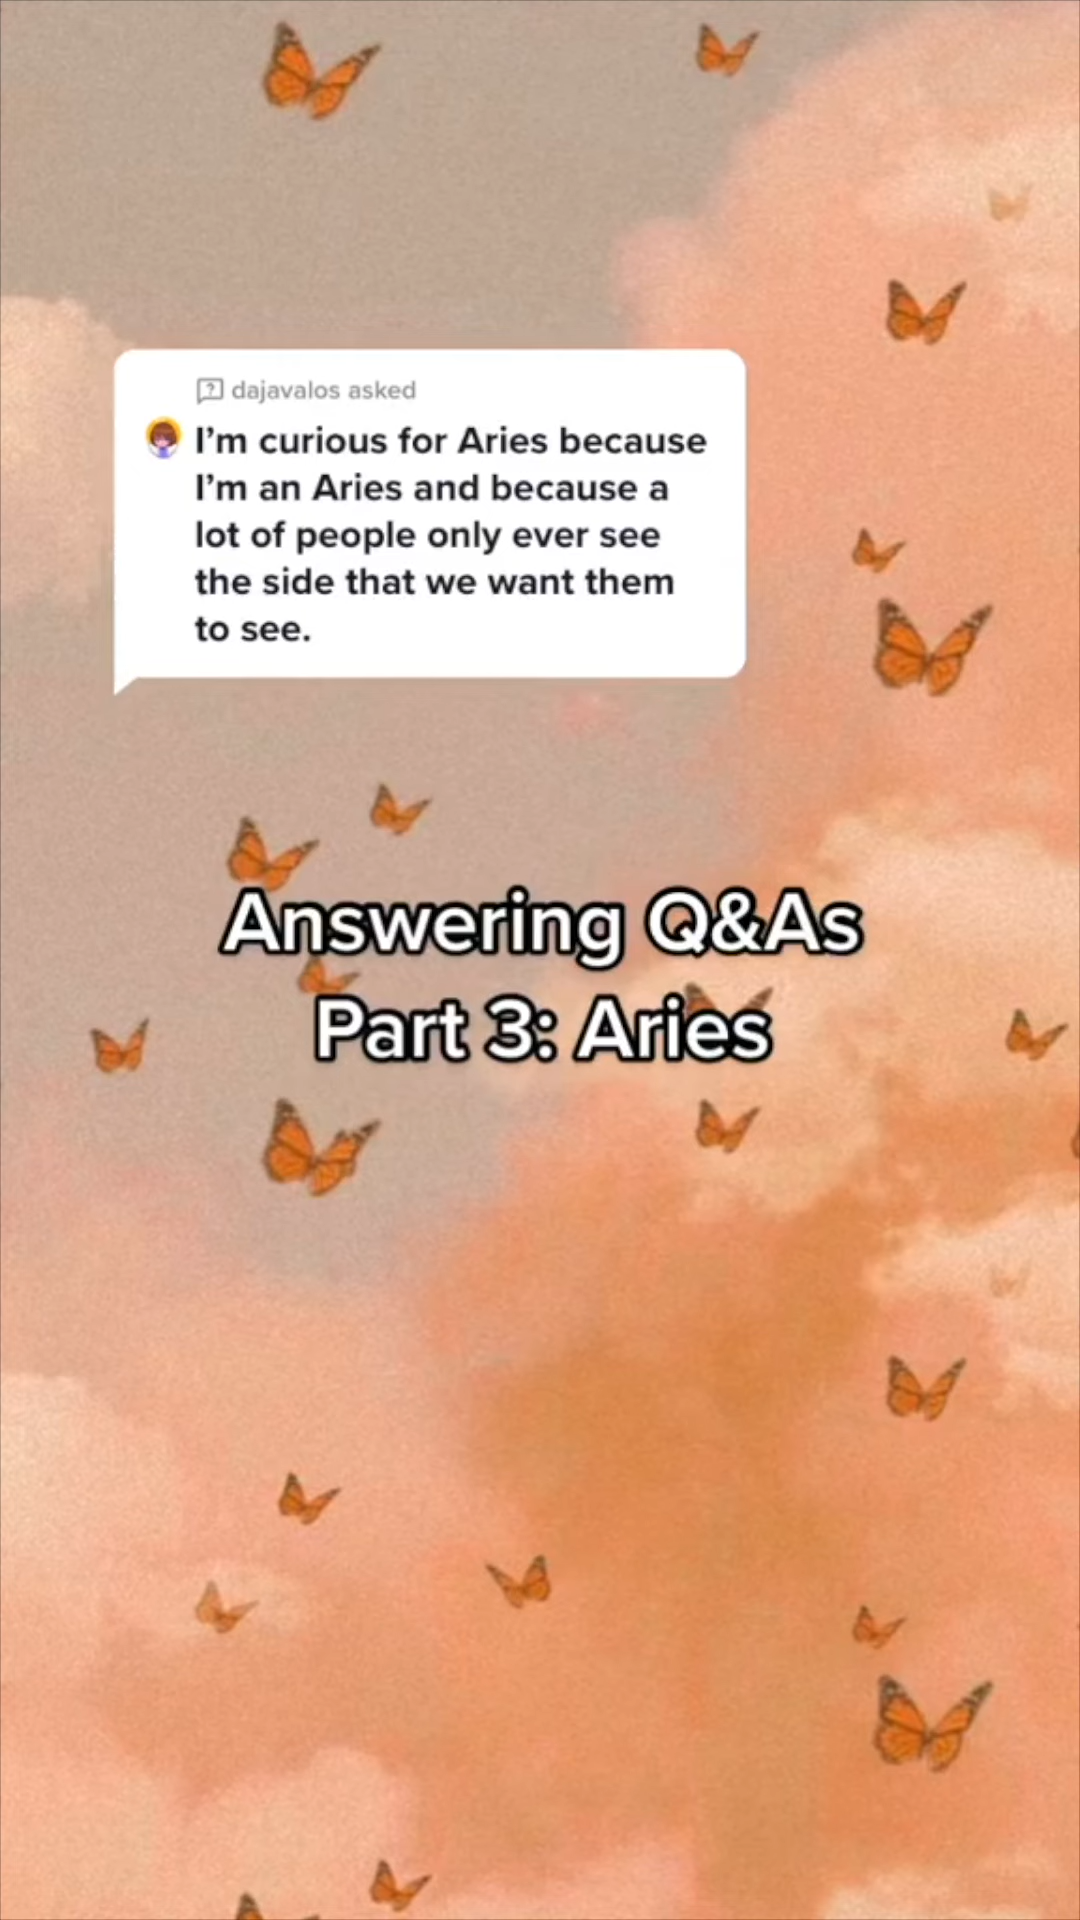 dajavalos asked
I’m curious for Aries because
I’m an Aries and because a
lot of people only ever see
the side that we want them
to see.
Answering Q&As
Part 3: Aries